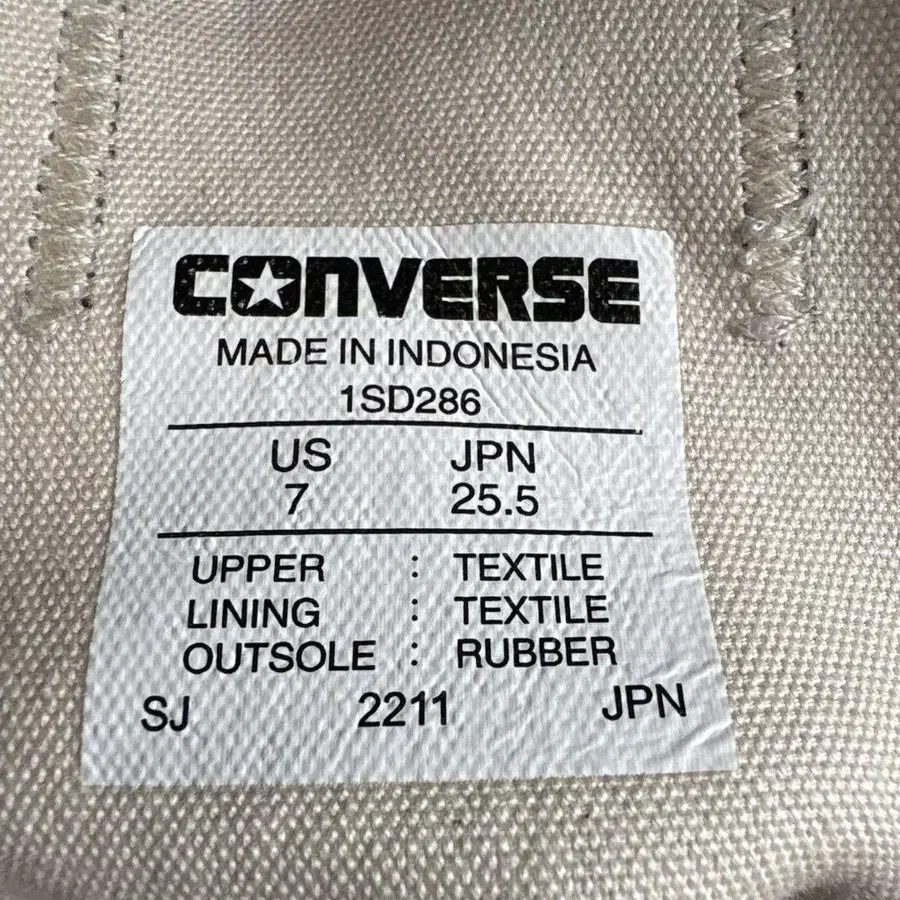 CONVERSE
MADE IN INDONESIA
1SD286
US JPN
7 25.5
UPPER : TEXTILE
LINING : TEXTILE
OUTSOLE : RUBBER
SJ 2211 JPN